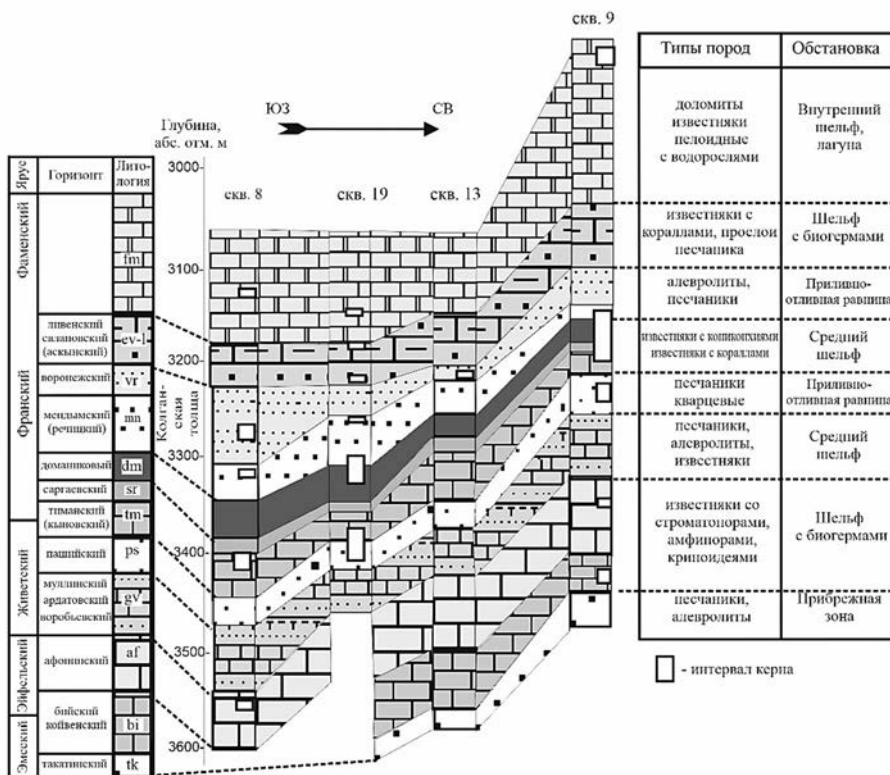 скв. 9
Типы пород
Обстановка
доломиты
известняки
пелоидные
с водорослями
Внутренний
шельф,
лагуна
известняки с
кораллами, прослои
песчаника
Шельф
с биогермами
алевролиты,
песчаники
Приливно-
отливная равнина
известняки с кониконхиями
известняки с кораллами
Средний
шельф
песчаники
кварцевые
Приливно-
отливная равнина
песчаники,
алевролиты,
известняки
Средний
шельф
известняки со
строматопорами,
амфипорами,
криноидеями
Шельф
с биогермами
песчаники,
алевролиты
Прибрежная
зона
- интервал керна
ЮЗ
СВ
Глубина,
абс. отм. м
скв. 8
скв. 19
скв. 13
3000
3100
3200
3300
3400
3500
3600
Колган-
ская
толща
Ярус
Горизонт
Литo-
логия
Фаменский
fm
Франский
ливенский
(аскынский)
ev-l
воронежский
vr
мендымский
(речицкий)
mn
доманиковый
dm
саргаевский
sr
тиманский
(кыновский)
tm
Живетский
пашийский
ps
муллинский
ардатовский
воробьевский
gv
Эйфельский
афонинский
af
бийский
койвенский
bi
Эмсский
такатинский
tk